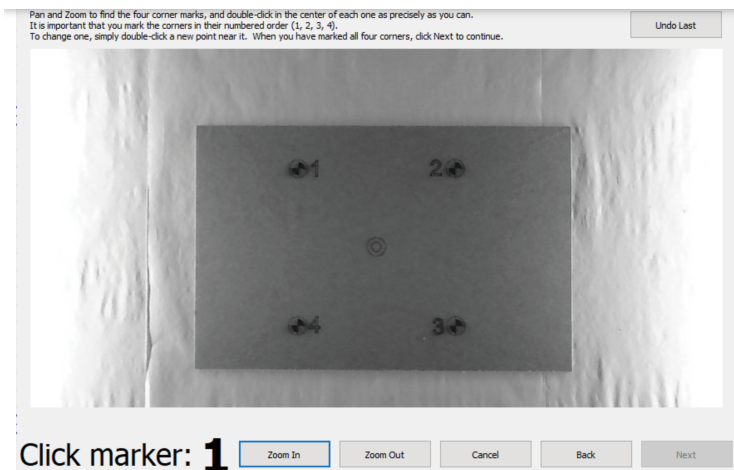 Pan and Zoom to find the four corner marks, and double-click in the center of each one as precisely as you can.
It is important that you mark the corners in their numbered order (1, 2, 3, 4).
To change one, simply double-click a new point near it. When you have marked all four corners, click Next to continue.
Undo Last
1
2
4
3
Click marker: 1
Zoom In
Zoom Out
Cancel
Back
Next